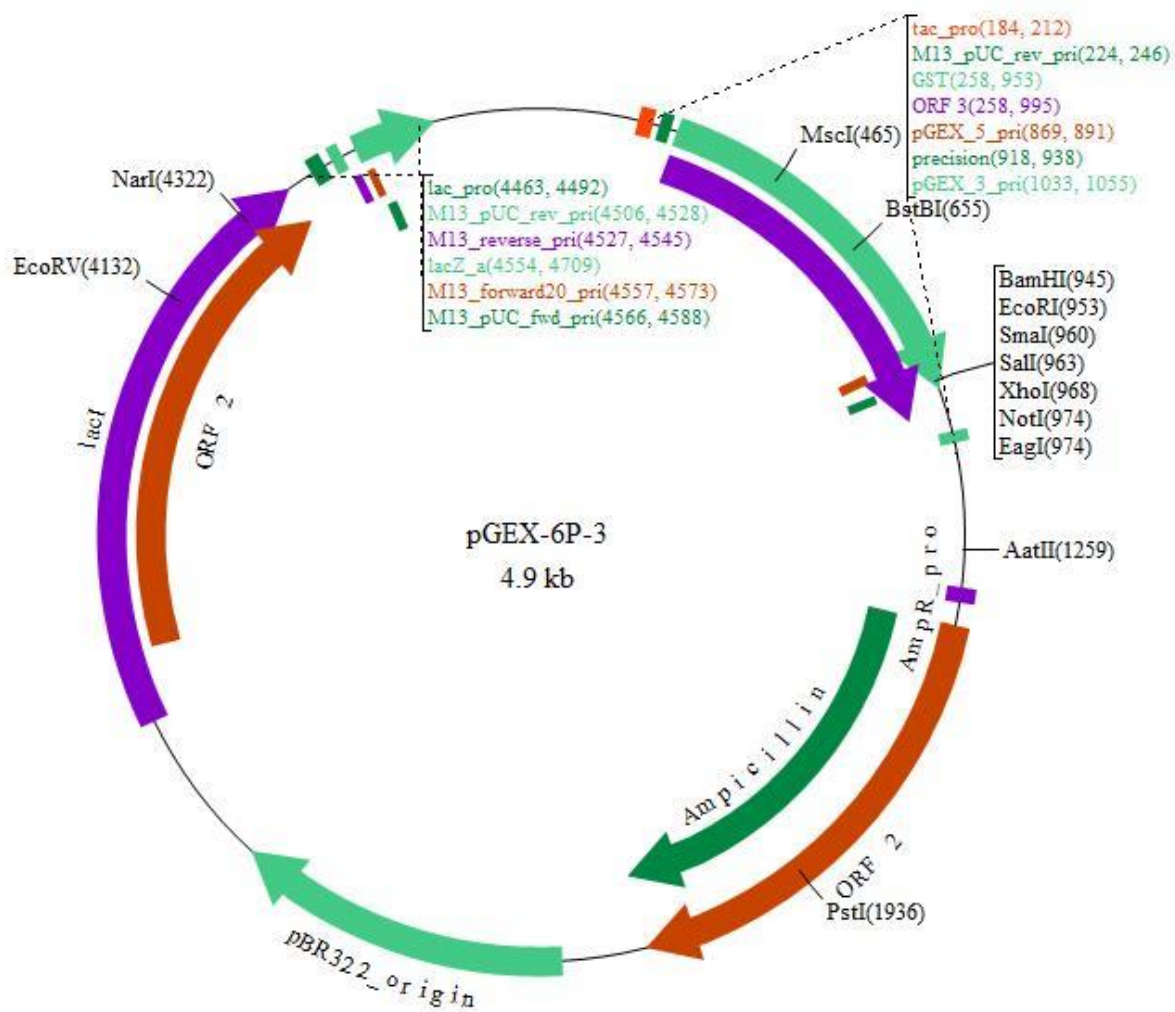 tac_pro(184, 212)
M13_pUC_rev_pri(224, 246)
GST(258, 953)
ORF 3(258, 995)
pGEX_5_pri(869, 891)
precision(918, 938)
pGEX_3_pri(1033, 1055)
MscI(465)
BstBI(655)
NarI(4322)
EcoRV(4132)
lac_pro(4463, 4492)
M13_pUC_rev_pri(4506, 4528)
M13_reverse_pri(4527, 4545)
lacZ_a(4554, 4709)
M13_forward20_pri(4557, 4573)
M13_pUC_fwd_pri(4566, 4588)
BamHI(945)
EcoRI(953)
SmaI(960)
SalI(963)
XhoI(968)
NotI(974)
EagI(974)
lacI
ORF 2
pGEX-6P-3
4.9 kb
AatII(1259)
AmpR_pro
Ampicillin
ORF 2
PstI(1936)
pBR322_origin